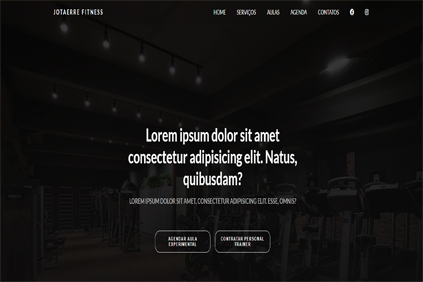 JOTAERRE FITNESS
HOME SERVIÇOS AULAS AGENDA CONTATOS
Lorem ipsum dolor sit amet
consectetur adipisicing elit. Natus,
quibusdam?
LOREM IPSUM DOLOR SIT AMET, CONSECTETUR ADIPISICING ELIT. ESSE, OMNIS?
AGENDAR AULA
EXPERIMENTAL
CONTRATAR PERSONAL
TRAINER